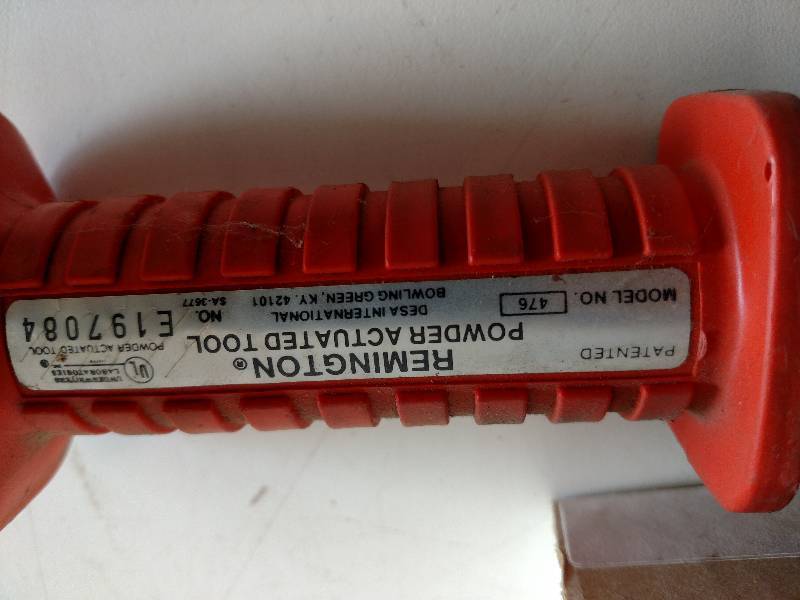 PATENTED
REMINGTON®
POWDER ACTUATED TOOL
MODEL NO. 476
DESA INTERNATIONAL
BOWLING GREEN, KY. 42101
UL
UNDERWRITERS
LABORATORIES
POWDER ACTUATED TOOL
NO. E197084
SA-3677